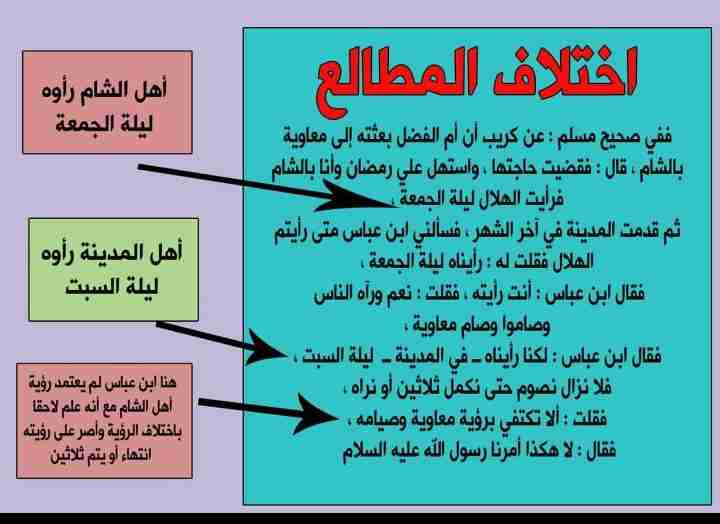 اختلاف المطالع
ففي صحيح مسلم : عن كريب أن أم الفضل بعثته إلى معاوية
بالشام ، قال : فقضيت حاجتها ، واستهل علي رمضان وأنا بالشام
فرأيت الهلال ليلة الجمعة ،
ثم قدمت المدينة في آخر الشهر ، فسألني ابن عباس متى رأيتم
الهلال فقلت له : رأيناه ليلة الجمعة ،
فقال ابن عباس : أنت رأيته ، فقلت : نعم ورآه الناس
وصاموا وصام معاوية ،
فقال ابن عباس : لكنا رأيناه – في المدينة – ليلة السبت ،
فلا نزال نصوم حتى نكمل ثلاثين أو نراه ،
فقلت : ألا تكتفي برؤية معاوية وصيامه ،
فقال : لا هكذا أمرنا رسول الله عليه السلام
أهل الشام رأوه
ليلة الجمعة
أهل المدينة رأوه
ليلة السبت
هنا ابن عباس لم يعتمد رؤية
أهل الشام مع أنه علم لاحقا
باختلاف الرؤية وأصر على رؤيته
انتهاء أو يتم ثلاثين